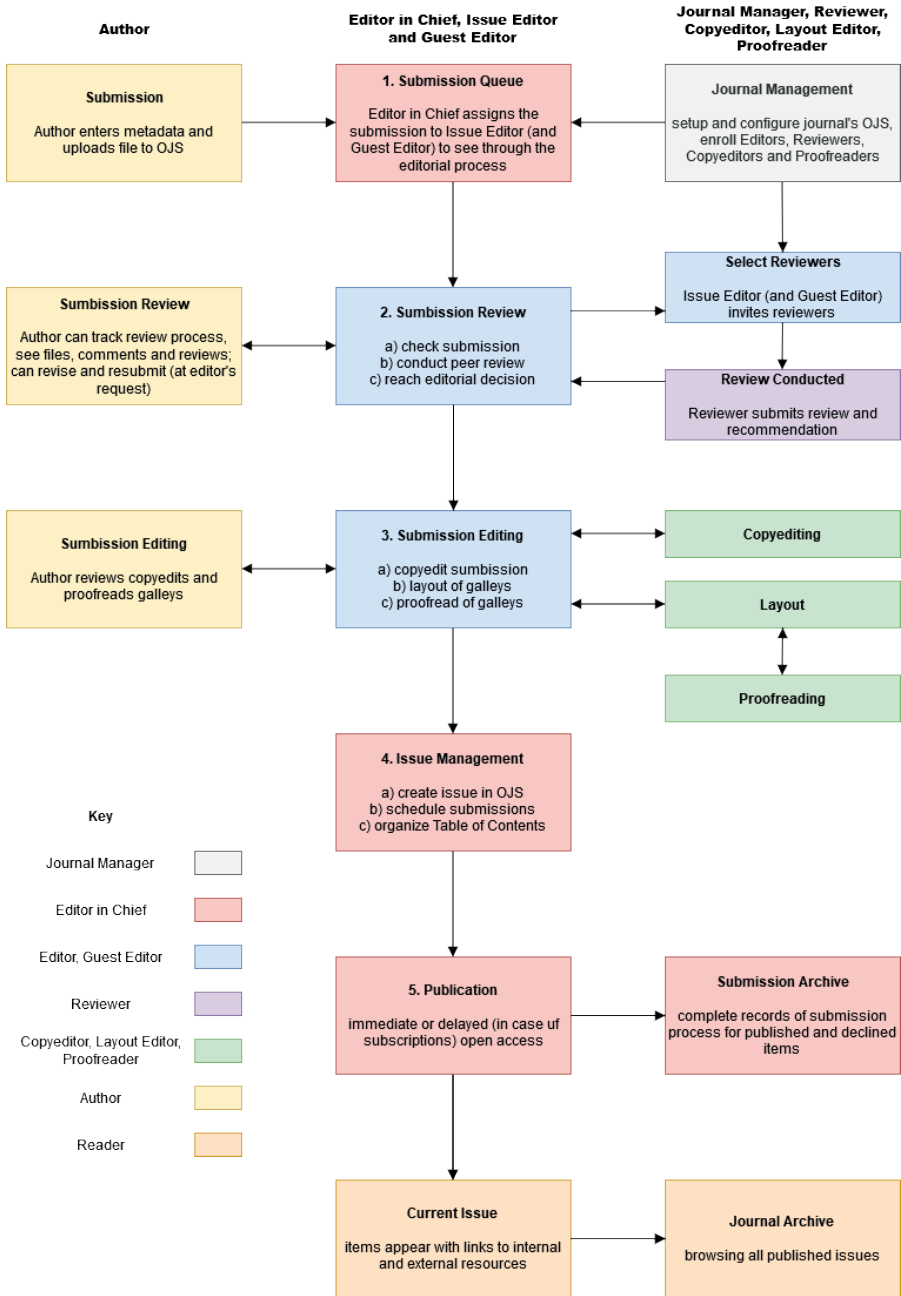 Author
Editor in Chief, Issue Editor
and Guest Editor
Journal Manager, Reviewer,
Copyeditor, Layout Editor,
Proofreader
Submission
Author enters metadata and
uploads file to OJS
1. Submission Queue
Editor in Chief assigns the
submission to Issue Editor (and
Guest Editor) to see through the
editorial process
Journal Management
setup and configure journal's OJS,
enroll Editors, Reviewers,
Copyeditors and Proofreaders
Select Reviewers
Issue Editor (and Guest Editor)
invites reviewers
Sumbission Review
Author can track review process,
see files, comments and reviews;
can revise and resubmit (at editor's
request)
2. Sumbission Review
a) check submission
b) conduct peer review
c) reach editorial decision
Review Conducted
Reviewer submits review and
recommendation
Sumbission Editing
Author reviews copyedits and
proofreads galleys
3. Submission Editing
a) copyedit sumbission
b) layout of galleys
c) proofread of galleys
Copyediting
Layout
Proofreading
4. Issue Management
a) create issue in OJS
b) schedule submissions
c) organize Table of Contents
Key
Journal Manager
Editor in Chief
Editor, Guest Editor
Reviewer
Copyeditor, Layout Editor,
Proofreader
Author
Reader
5. Publication
immediate or delayed (in case uf
subscriptions) open access
Submission Archive
complete records of submission
process for published and declined
items
Current Issue
items appear with links to internal
and external resources
Journal Archive
browsing all published issues